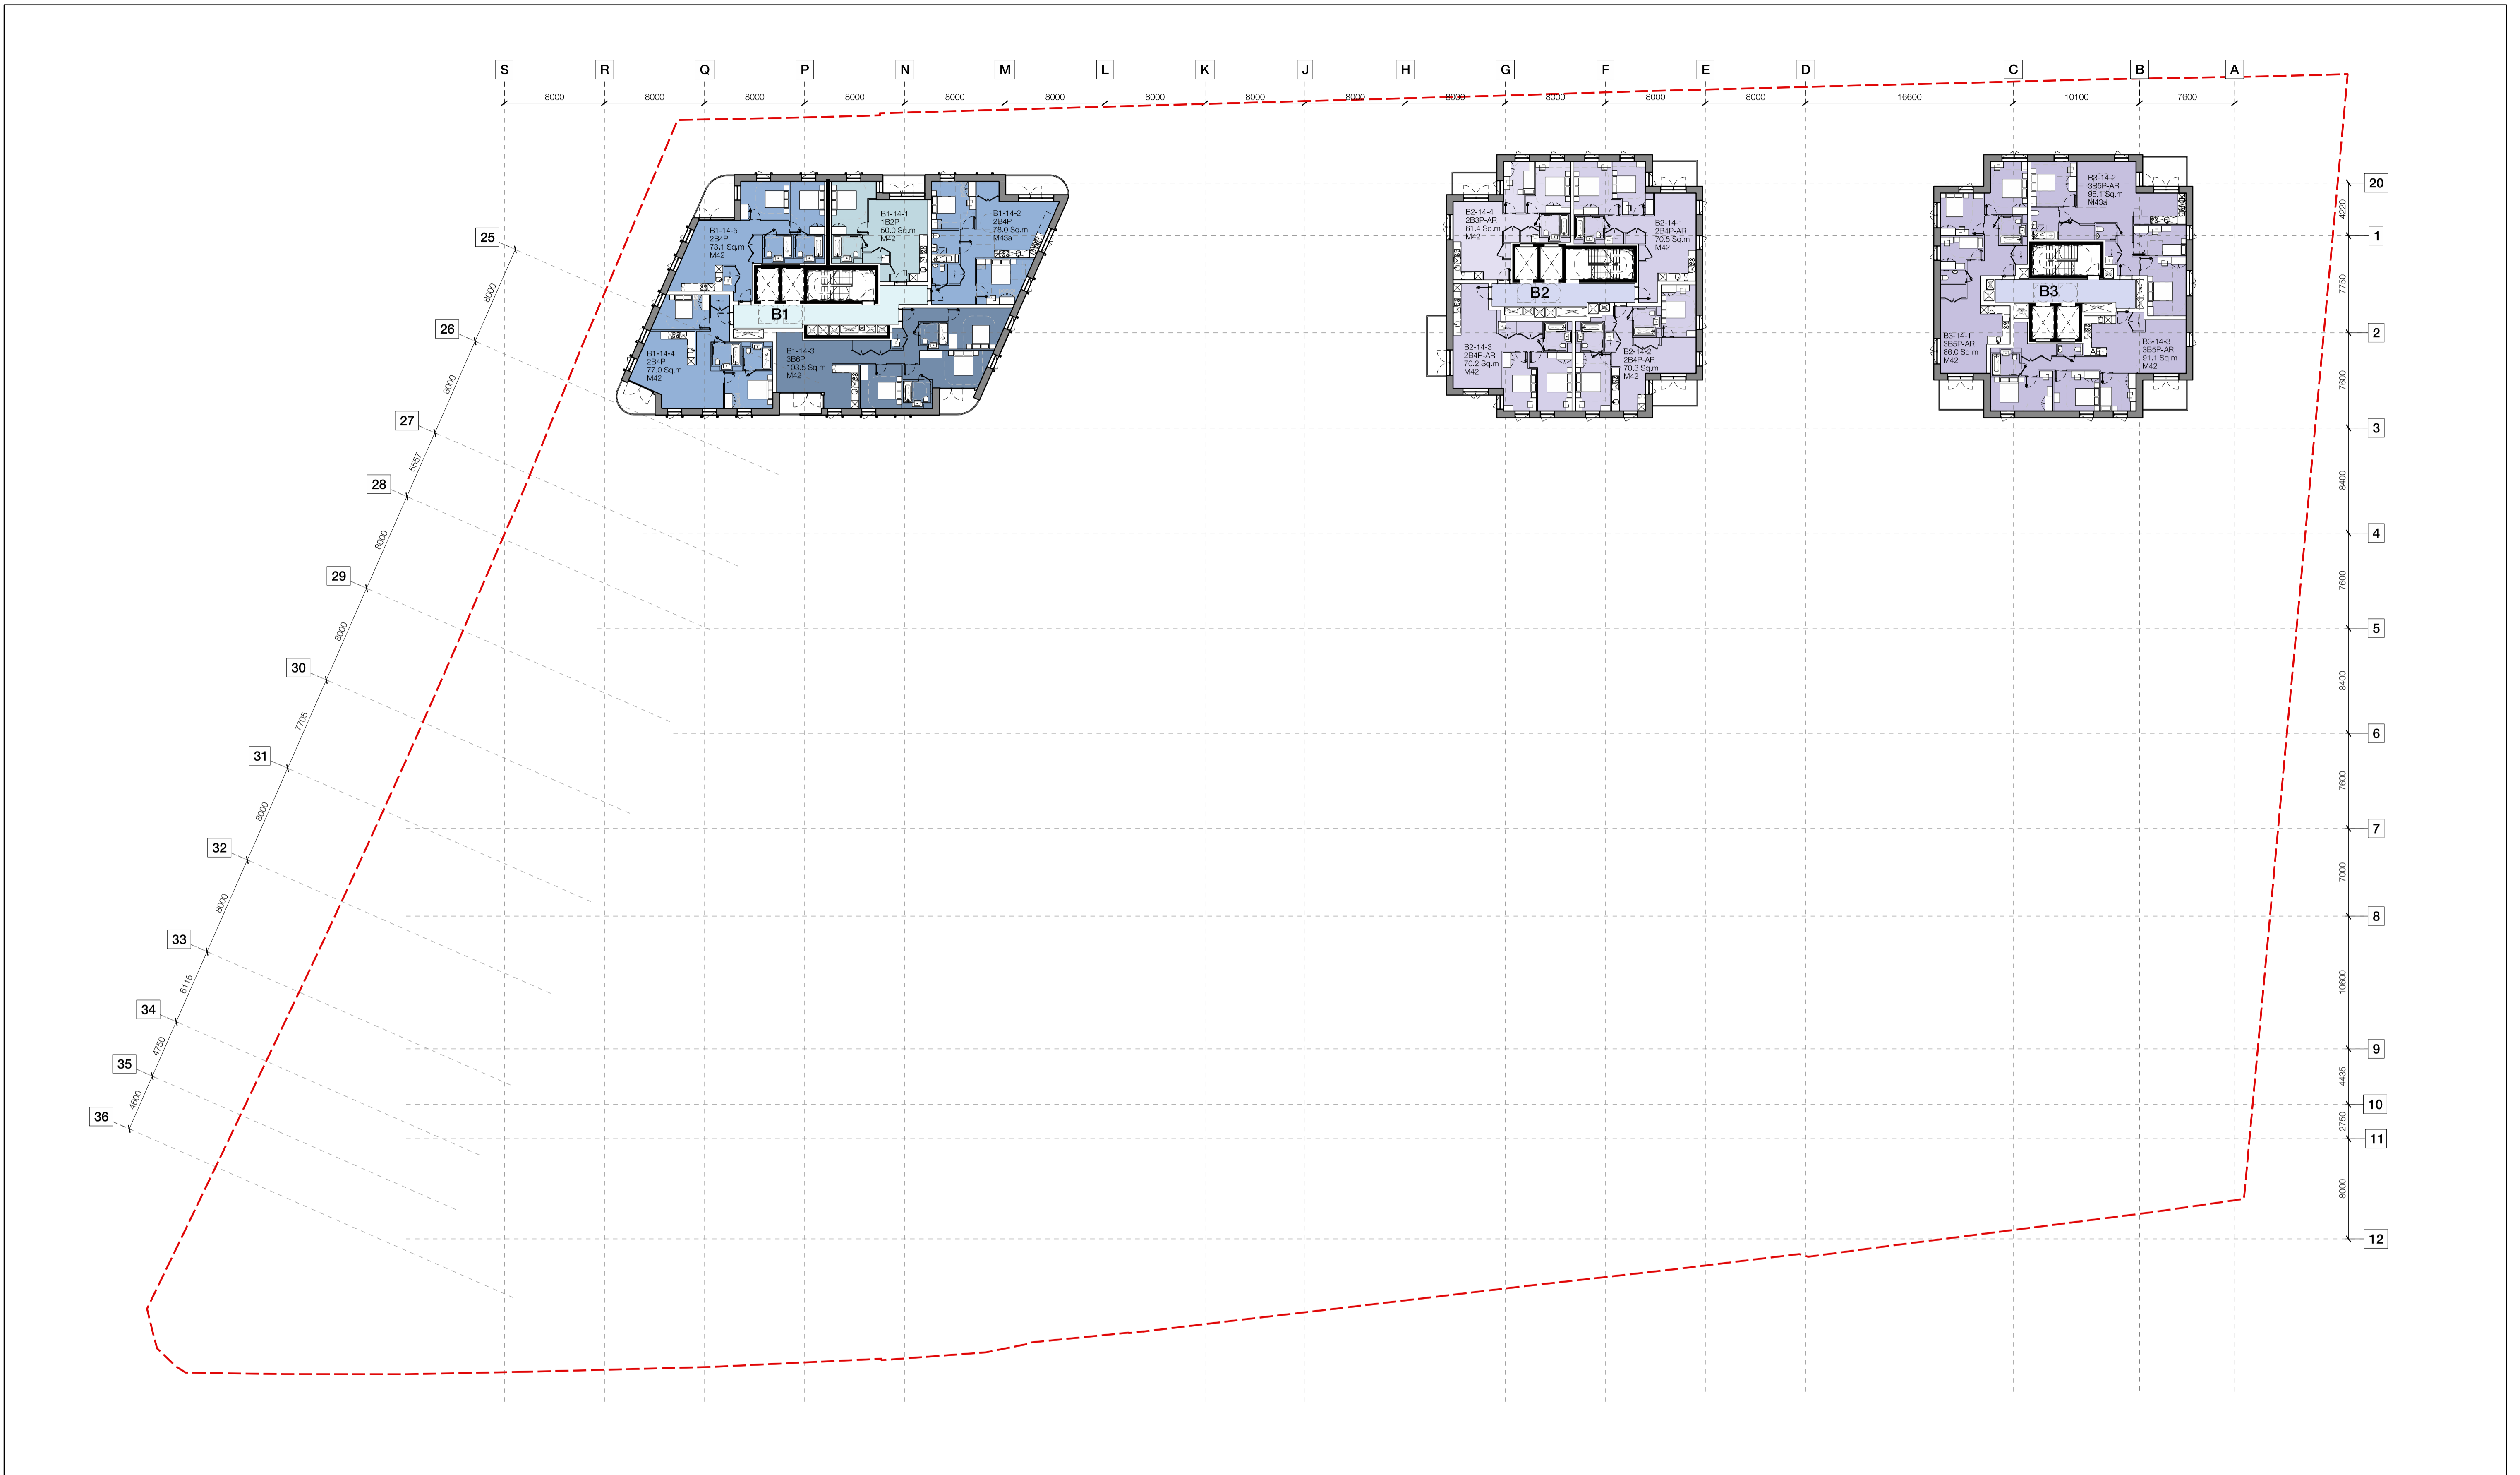 S R Q P N M L K J H G F E D C B A
8000 8000 8000 8000 8000 8000 8000 8000 8000 8000 8000 8000 8000 16600 10100 7600
B1-14-5
2B4P
73.1 Sq.m
M42
B1-14-1
1B2P
50.0 Sq.m
M42
B1-14-2
2B4P
78.0 Sq.m
M43a
B1
B1-14-4
2B4P
77.0 Sq.m
M42
B1-14-3
3B6P
103.5 Sq.m
M42
B2-14-4
2B3P-AR
61.4 Sq.m
M42
B2-14-1
2B4P-AR
70.5 Sq.m
M42
B2
B2-14-3
2B4P-AR
70.2 Sq.m
M42
B2-14-2
2B4P-AR
70.3 Sq.m
M42
B3-14-2
3B5P-AR
95.1 Sq.m
M43a
B3
B3-14-1
3B5P-AR
86.0 Sq.m
M42
B3-14-3
3B5P-AR
91.1 Sq.m
M42
20
4220
1
7750
2
7600
3
8400
4
7600
5
8400
6
7600
7
7000
8
10600
9
4435
10
2750
11
8000
12
25
8000
26
8000
27
5557
28
8000
29
8000
30
7705
31
8000
32
8000
33
6115
34
4750
35
4600
36